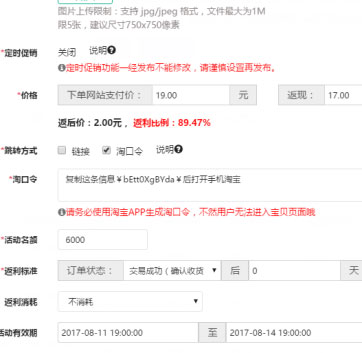 图片上传限制：支持 jpg/jpeg 格式，文件最大为1M
限5张，建议尺寸750x750像素
*定时促销 关闭 说明
定时促销功能一经发布不能修改，请谨慎设置再发布。
*价格 下单网站支付价： 19.00 元 返现： 17.00
返后价：2.00元， 返利比例：89.47%
*跳转方式 链接 淘口令 说明
*淘口令 复制这条信息￥bEtt0XgBYda￥后打开手机淘宝
请务必使用淘宝APP生成淘口令，不然用户无法进入宝贝页面哦
*活动名额 6000
*返利标准 订单状态： 交易成功（确认收货 后 0 天
返利消耗 不消耗
活动有效期 2017-08-11 19:00:00 至 2017-08-14 19:00:00